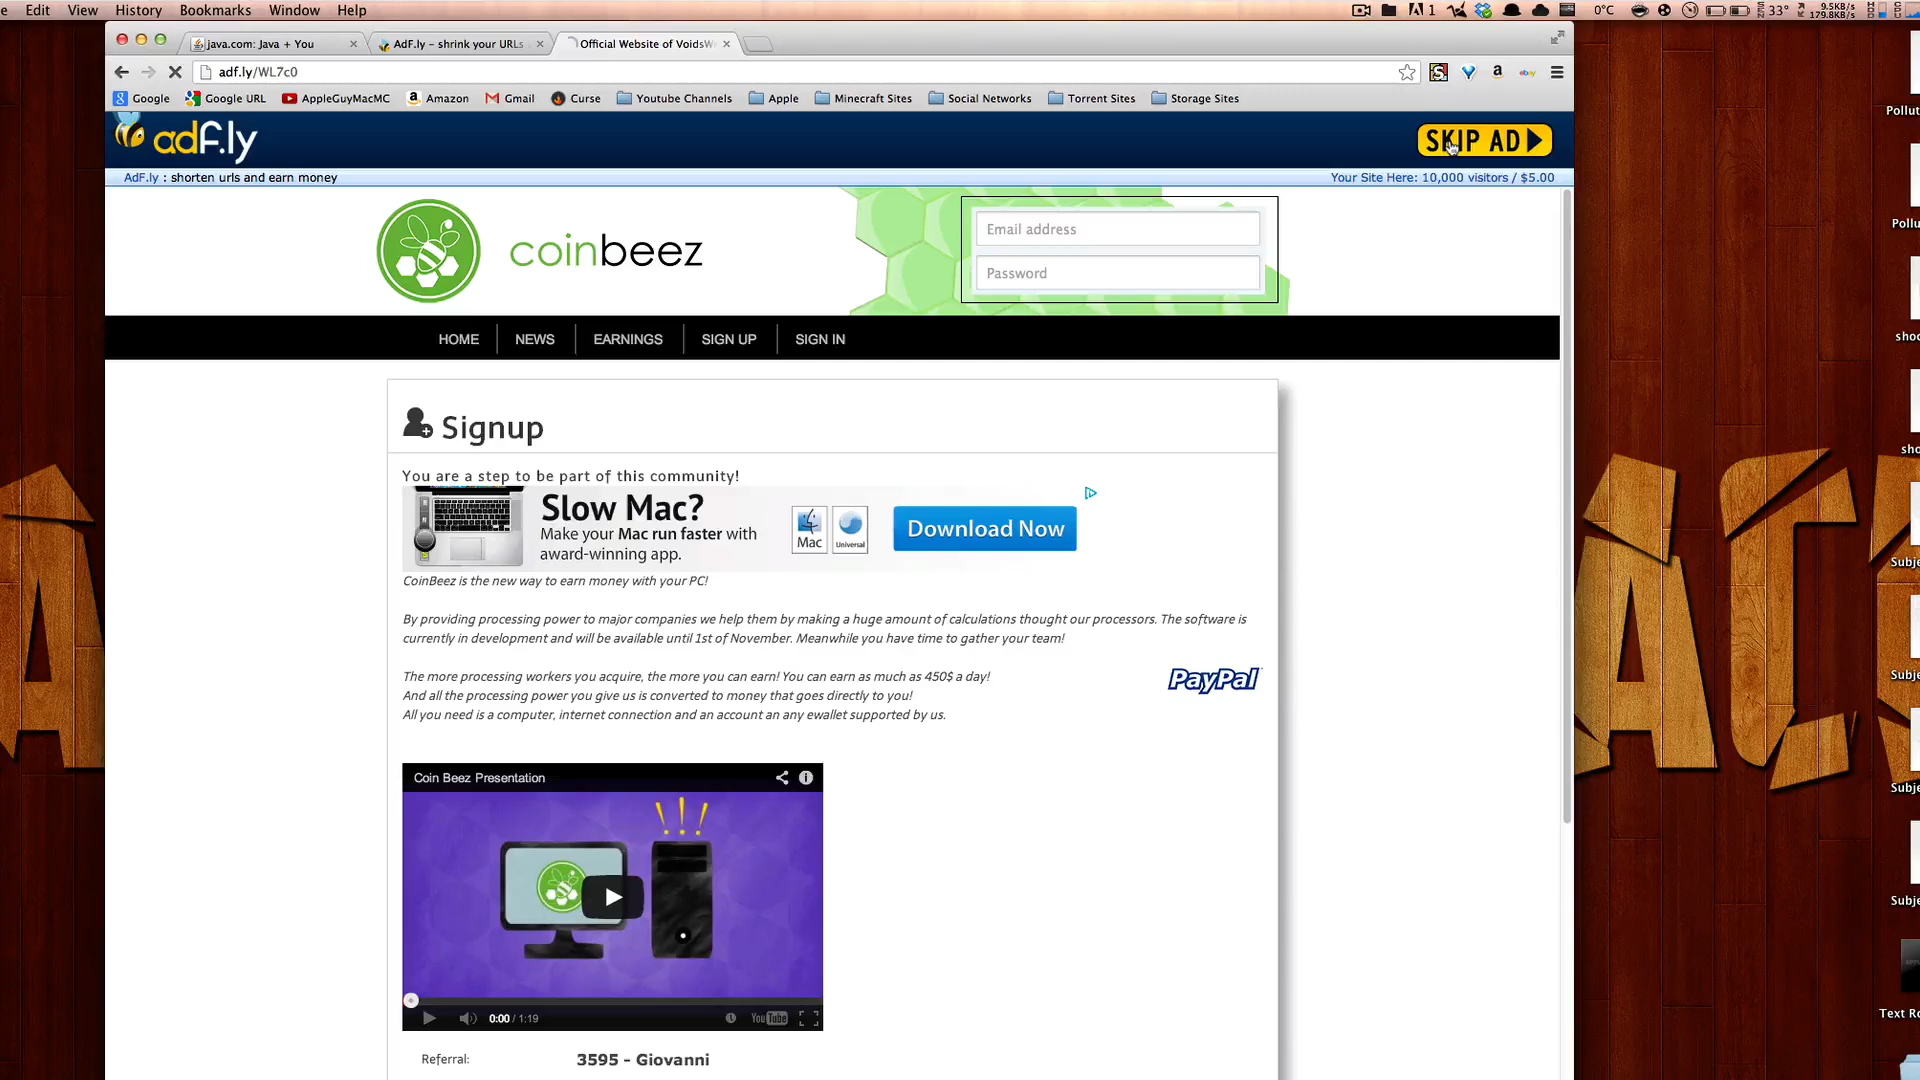 Edit View History Bookmarks Window Help
1 0°C 33° 9.5KB/s
179.8KB/s
java.com: Java + You AdF.ly – shrink your URLs Official Website of VoidsW
adf.ly/WL7c0
Google Google URL AppleGuyMacMC Amazon Gmail Curse Youtube Channels Apple Minecraft Sites Social Networks Torrent Sites Storage Sites
adf.ly SKIP AD
AdF.ly : shorten urls and earn money Your Site Here: 10,000 visitors / $5.00
coinbeez
Email address
Password
HOME NEWS EARNINGS SIGN UP SIGN IN
Signup
You are a step to be part of this community!
Slow Mac?
Make your Mac run faster with
award-winning app.
Mac Universal
Download Now
CoinBeez is the new way to earn money with your PC!
By providing processing power to major companies we help them by making a huge amount of calculations thought our processors. The software is
currently in development and will be available until 1st of November. Meanwhile you have time to gather your team!
The more processing workers you acquire, the more you can earn! You can earn as much as 450$ a day!
And all the processing power you give us is converted to money that goes directly to you!
All you need is a computer, internet connection and an account an any ewallet supported by us.
PayPal
Coin Beez Presentation
0:00 / 1:19 YouTube
Referral: 3595 - Giovanni
Pollut
Pollu
shoo
sho
Subje
Subje
Subje
Subje
Text Ro